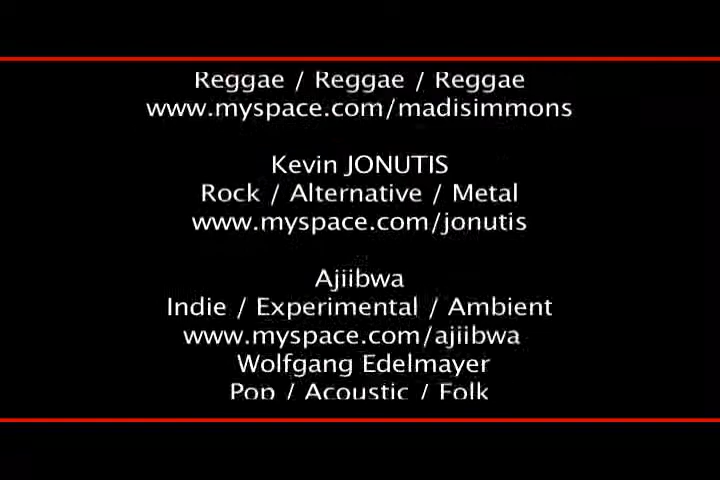 Reggae / Reggae / Reggae
www.myspace.com/madisimmons
Kevin JONUTIS
Rock / Alternative / Metal
www.myspace.com/jonutis
Ajiibwa
Indie / Experimental / Ambient
www.myspace.com/ajiibwa
Wolfgang Edelmayer
Pop / Acoustic / Folk